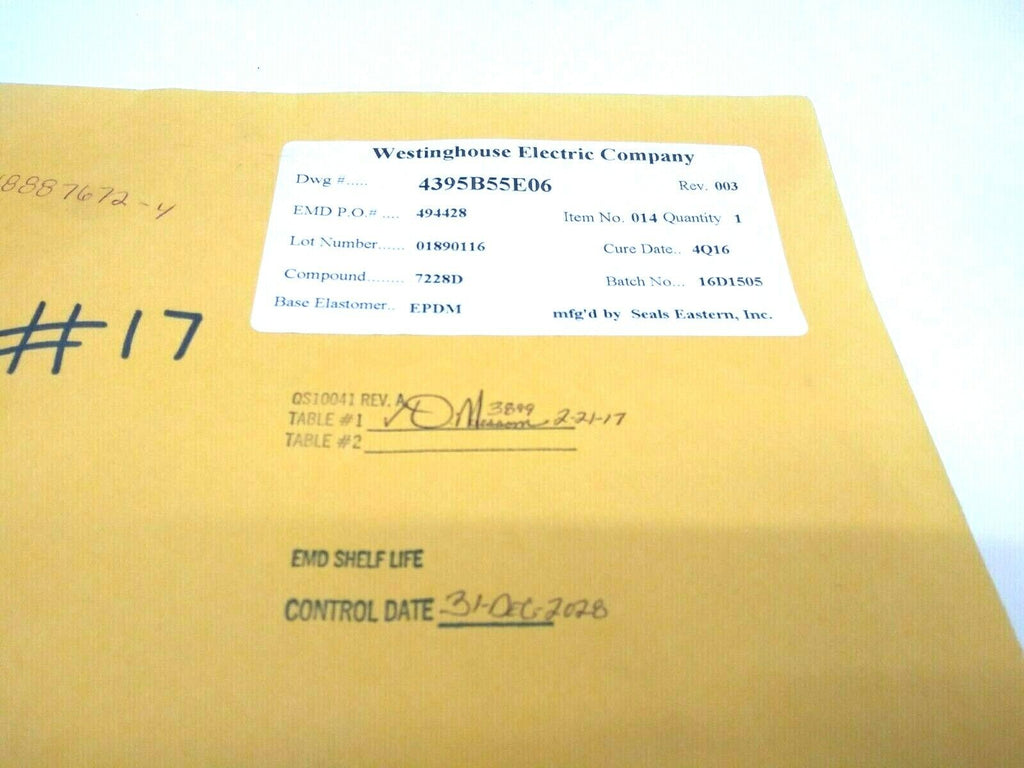 Westinghouse Electric Company
Dwg #..... 4395B55E06 Rev. 003
EMD P.O.# .... 494428 Item No. 014 Quantity 1
Lot Number...... 01890116 Cure Date.. 4Q16
Compound........ 7228D Batch No... 16D1505
Base Elastomer.. EPDM mfg'd by Seals Eastern, Inc.
8887672-4
#17
QS10041 REV. A
3899
TABLE #1 2-21-17
TABLE #2
EMD SHELF LIFE
CONTROL DATE 31-DEC-2028